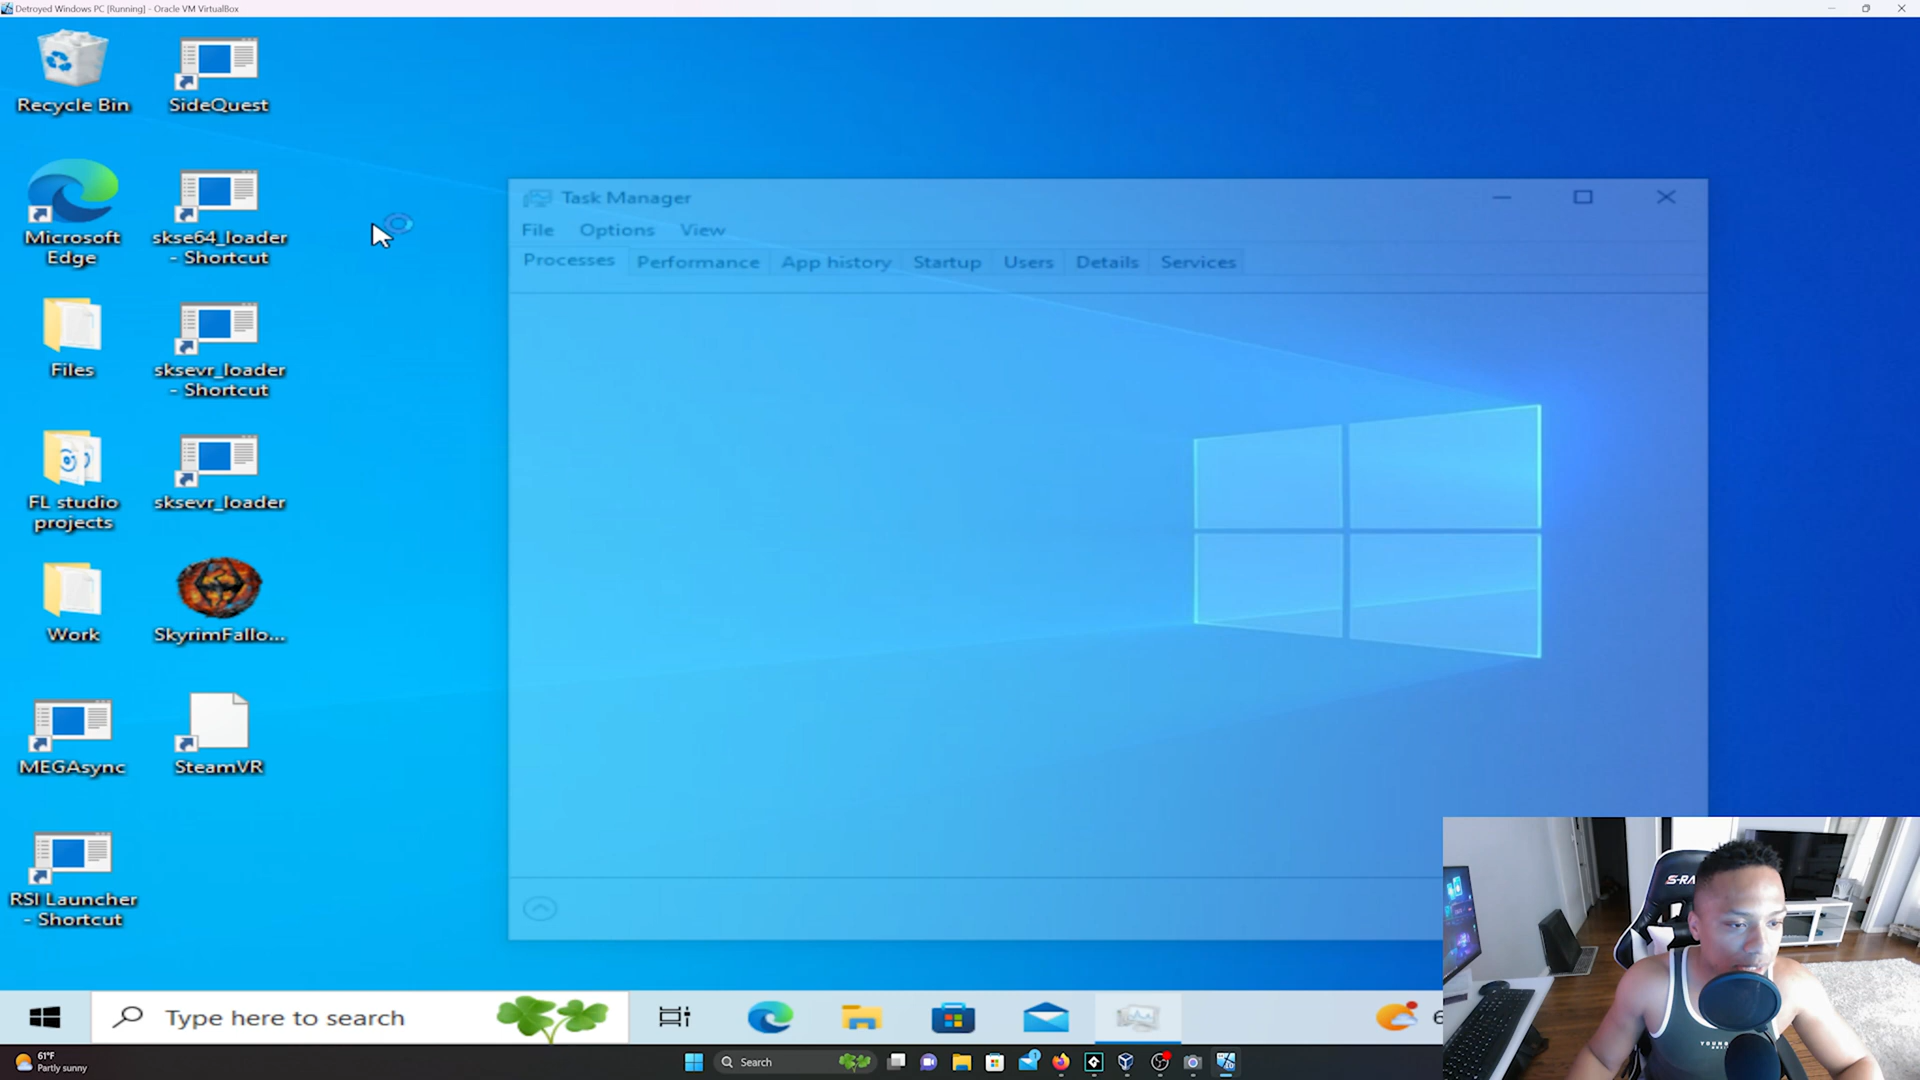 Detroyed Windows PC [Running] - Oracle VM VirtualBox
Recycle Bin
SideQuest
Microsoft
Edge
skse64_loader
- Shortcut
Files
sksevr_loader
- Shortcut
FL studio
projects
sksevr_loader
Work
SkyrimFallo...
MEGAsync
SteamVR
RSI Launcher
- Shortcut
Task Manager
File Options View
Processes Performance App history Startup Users Details Services
Type here to search
6
S-RA
61°F
Partly sunny
Search